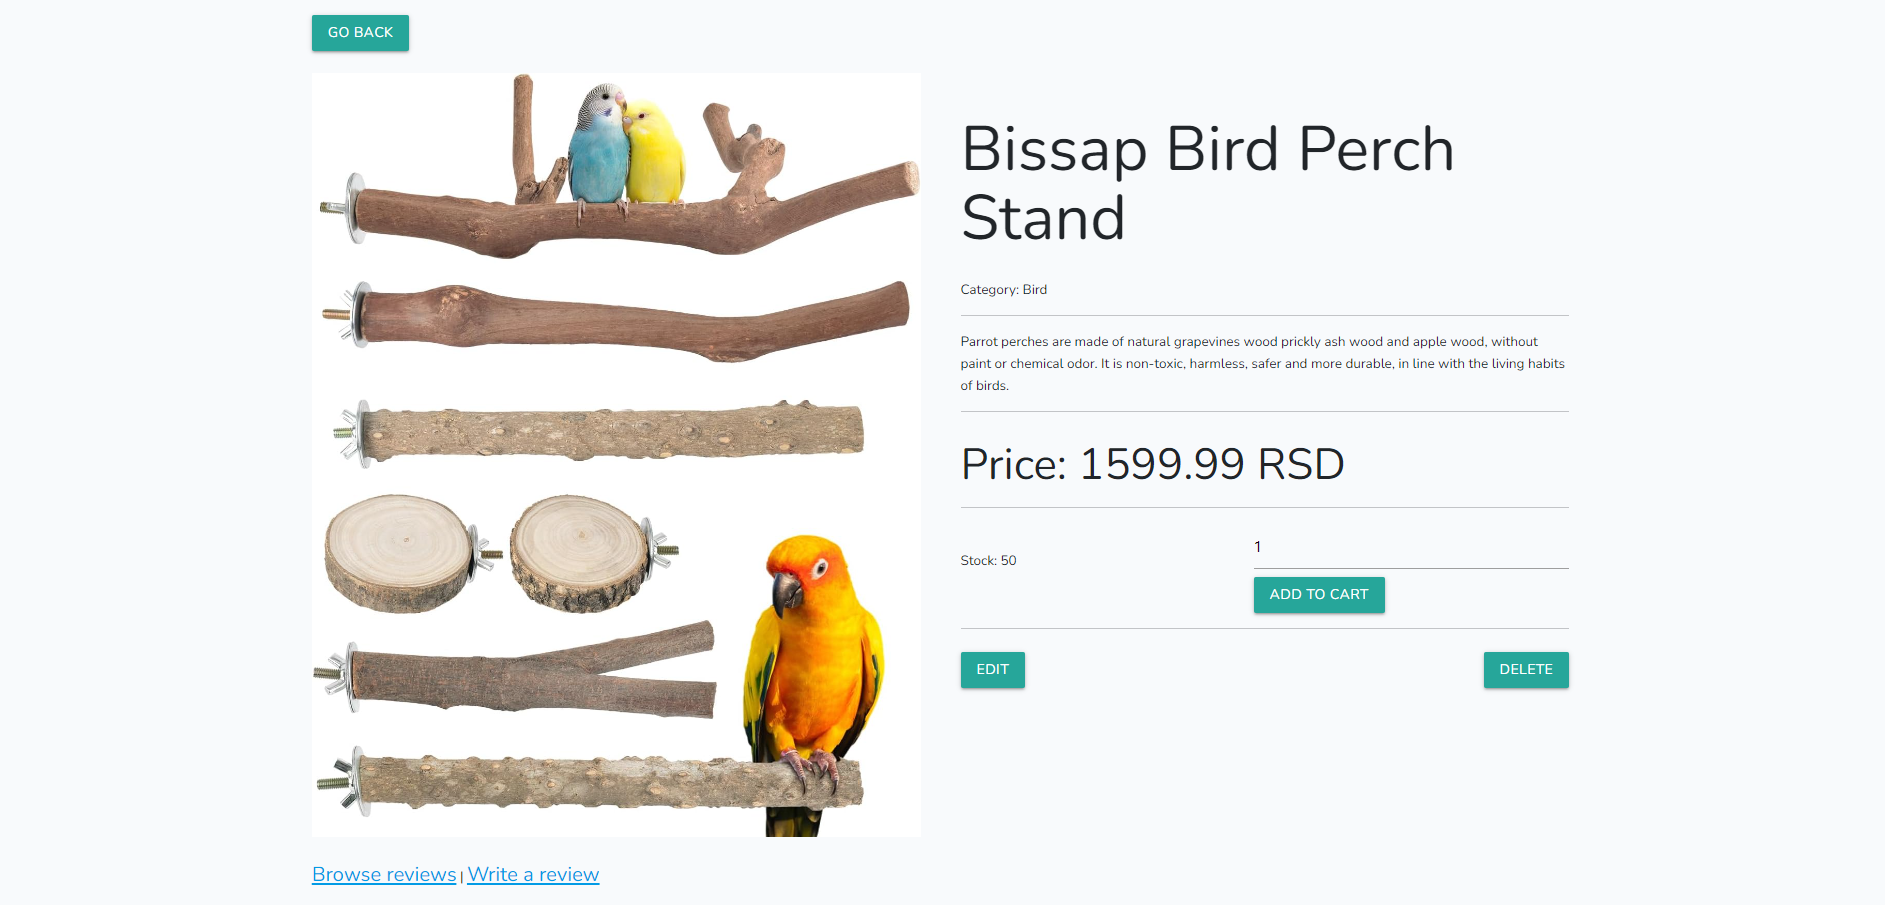 GO BACK
Bissap Bird Perch
Stand
Category: Bird
Parrot perches are made of natural grapevines wood prickly ash wood and apple wood, without
paint or chemical odor. It is non-toxic, harmless, safer and more durable, in line with the living habits
of birds.
Price: 1599.99 RSD
Stock: 50
1
ADD TO CART
EDIT
DELETE
Browse reviews | Write a review